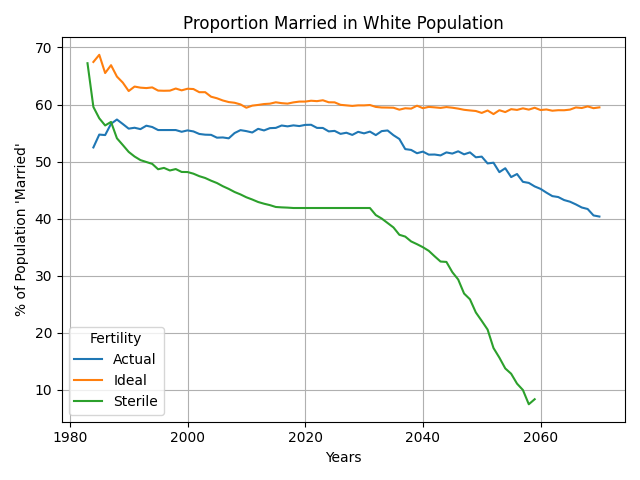 Proportion Married in White Population
% of Population 'Married'
70
60
50
40
30
20
10
Fertility
Actual
Ideal
Sterile
1980
2000
2020
2040
2060
Years